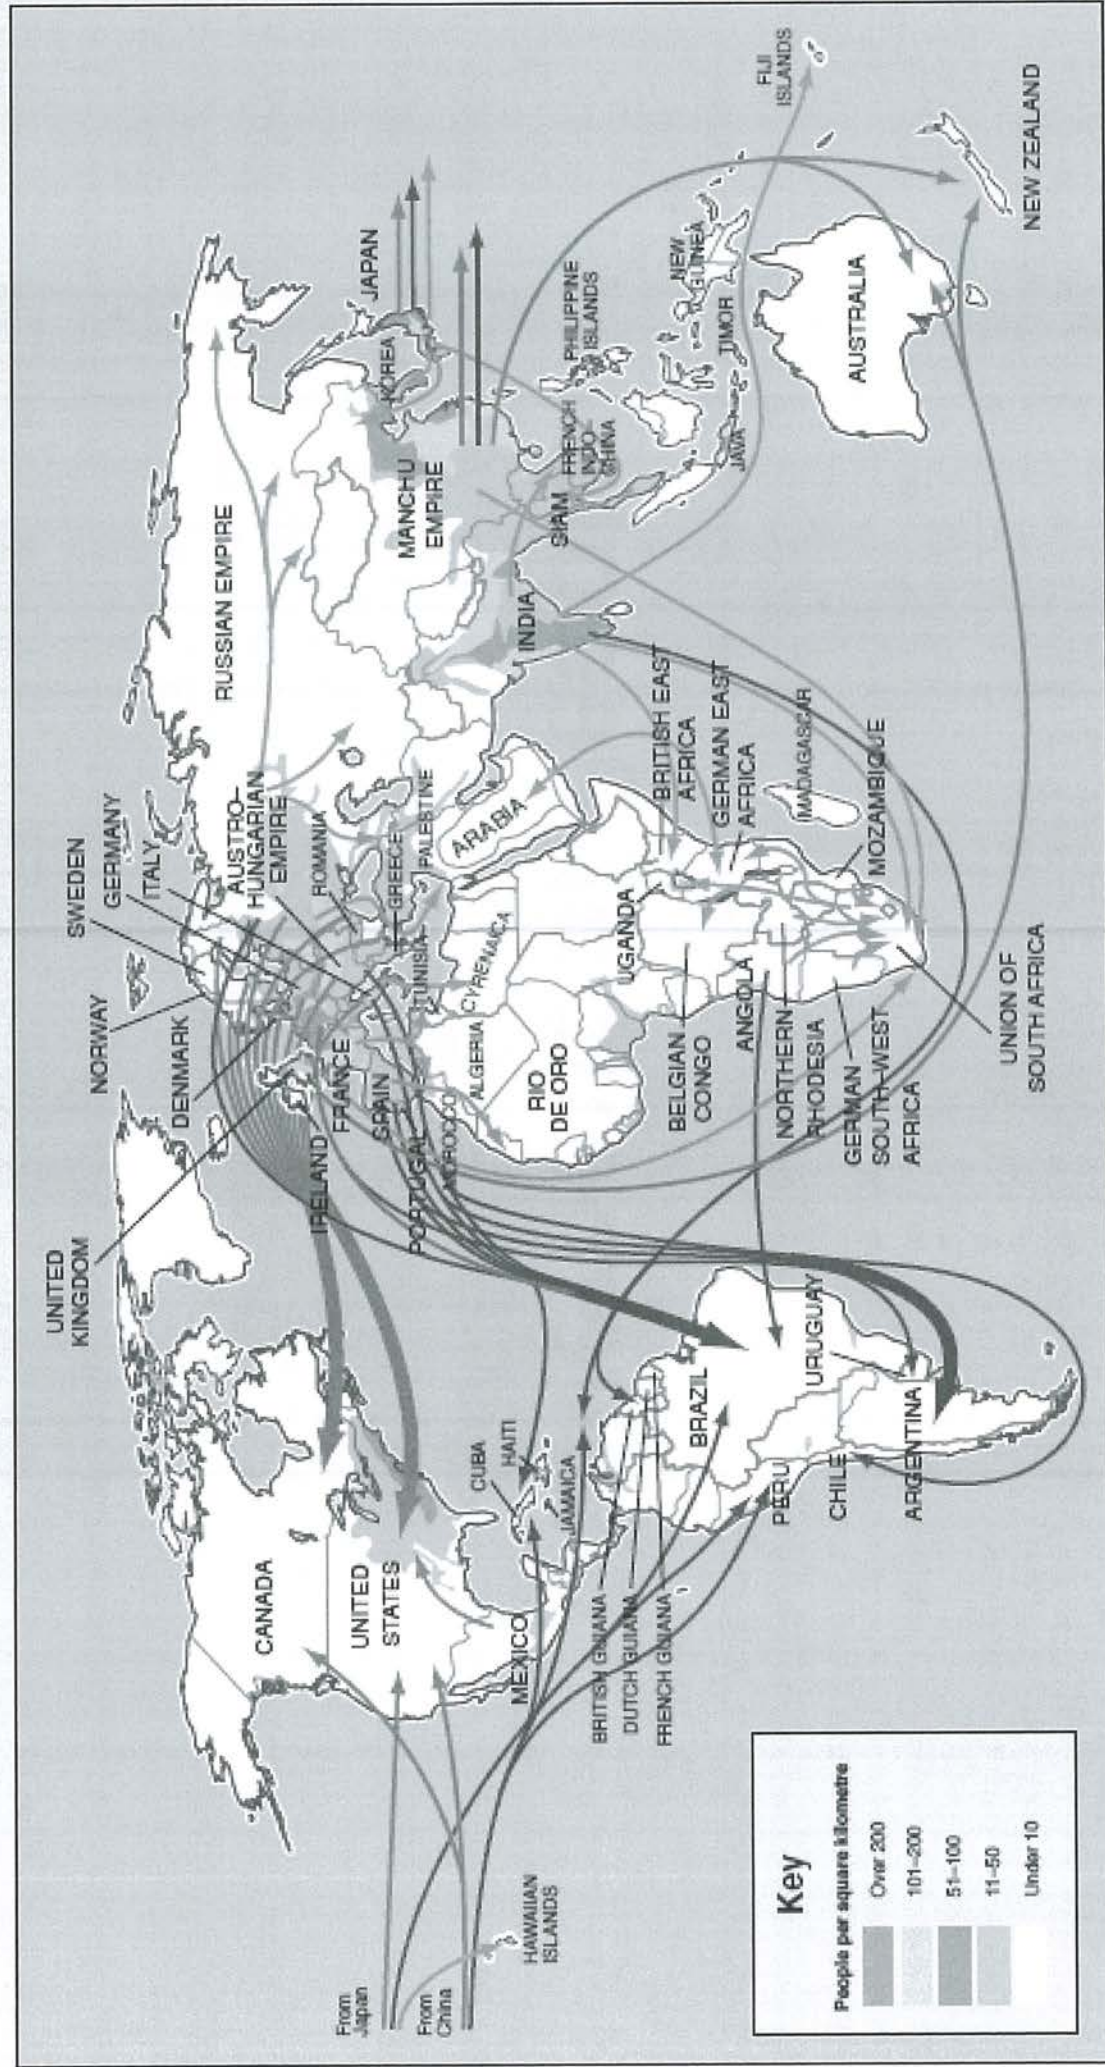 UNITED
KINGDOM
NORWAY
SWEDEN
GERMANY
ITALY
DENMARK
AUSTRO–
HUNGARIAN
EMPIRE
RUSSIAN EMPIRE
ROMANIA
IRELAND
FRANCE
SPAIN
PORTUGAL
GREECE
PALESTINE
MOROCCO
ALGERIA
TUNISIA
CYRENAICA
ARABIA
RIO
DE ORO
UGANDA
BRITISH EAST
AFRICA
GERMAN EAST
AFRICA
MADAGASCAR
MOZAMBIQUE
BELGIAN
CONGO
ANGOLA
NORTHERN
RHODESIA
GERMAN
SOUTH-WEST
AFRICA
UNION OF
SOUTH AFRICA
MANCHU
EMPIRE
KOREA
JAPAN
INDIA
SIAM
FRENCH
INDO–
CHINA
PHILIPPINE
ISLANDS
JAVA
TIMOR
NEW
GUINEA
AUSTRALIA
FIJI
ISLANDS
NEW ZEALAND
CANADA
UNITED
STATES
MEXICO
CUBA
HAITI
JAMAICA
BRITISH GUIANA
DUTCH GUIANA
FRENCH GUIANA
BRAZIL
PERU
URUGUAY
CHILE
ARGENTINA
From
Japan
From
China
HAWAIIAN
ISLANDS
Key
People per square kilometre
Over 200
101–200
51–100
11–50
Under 10